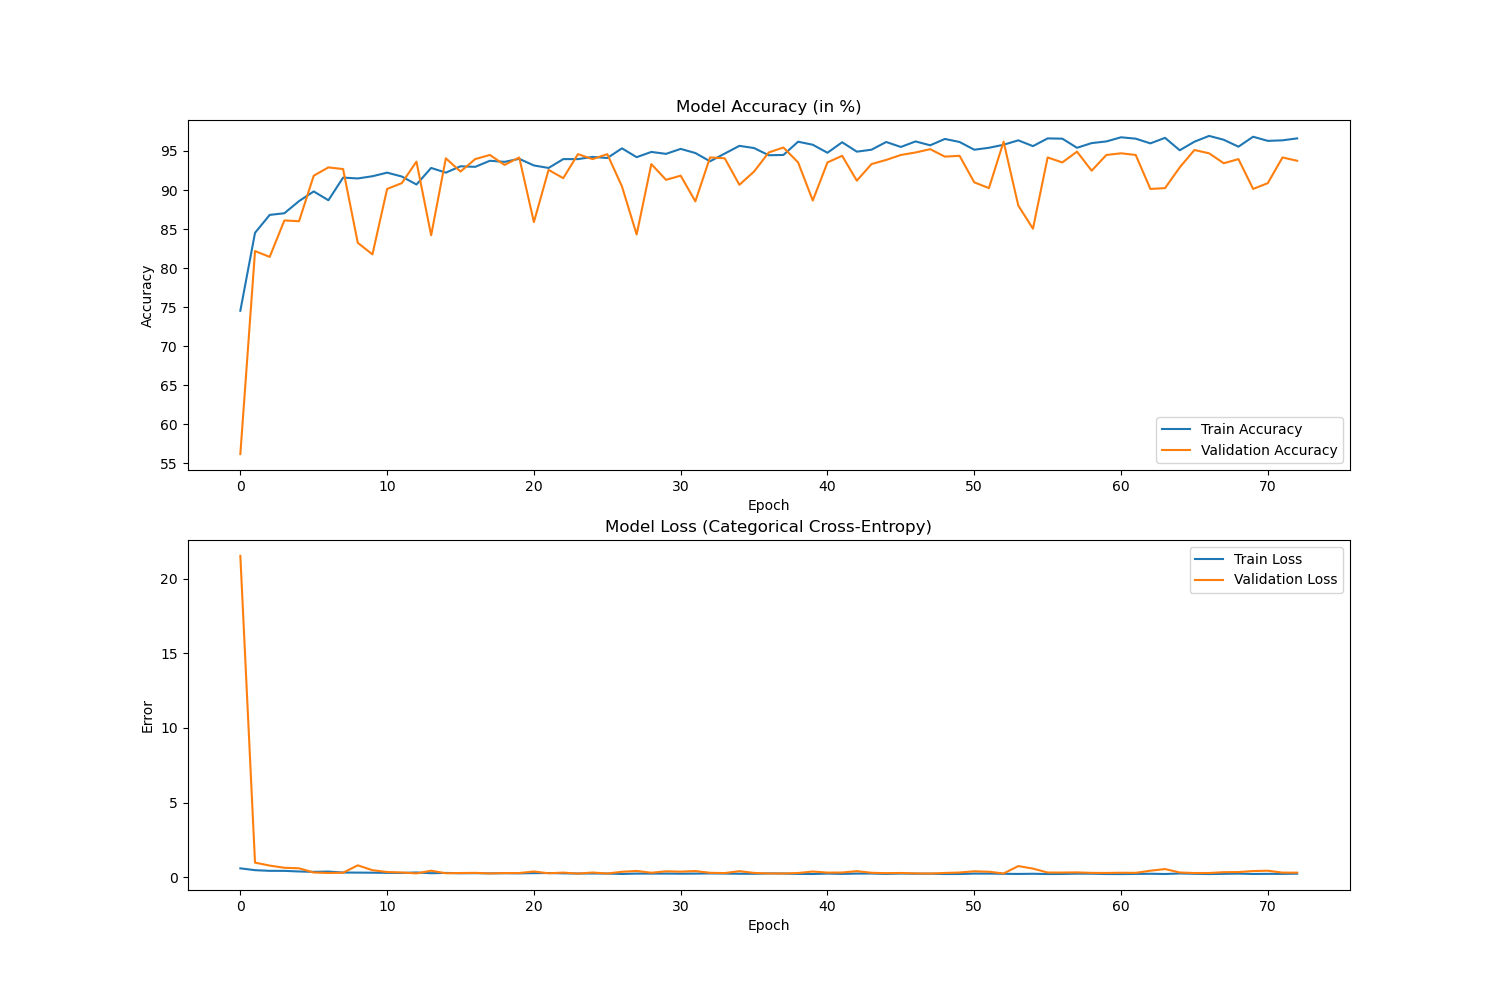 Model Accuracy (in %)
95
90
85
80
75
70
65
60
55
Accuracy
Train Accuracy
Validation Accuracy
0 10 20 30 40 50 60 70
Epoch
Model Loss (Categorical Cross-Entropy)
20
15
10
5
0
Error
Train Loss
Validation Loss
0 10 20 30 40 50 60 70
Epoch